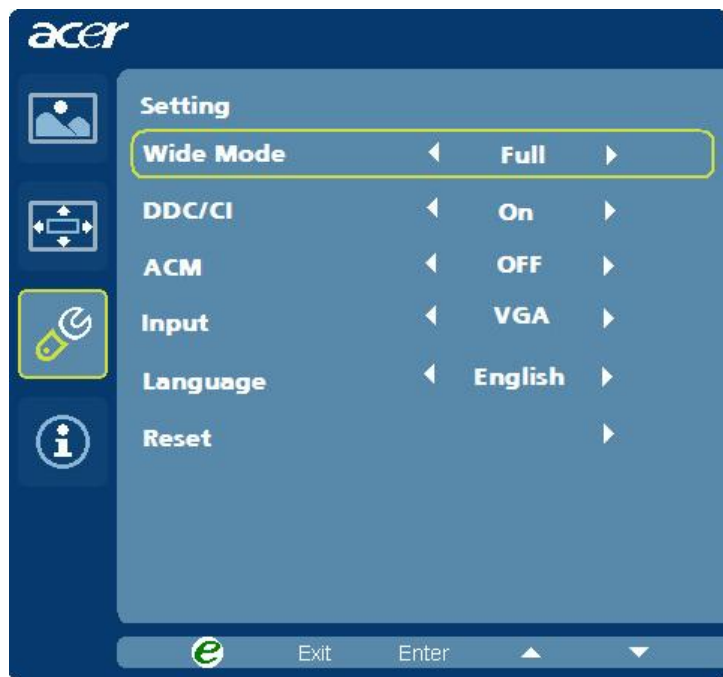 acer
Setting
Wide Mode Full
DDC/CI On
ACM OFF
Input VGA
Language English
Reset
e Exit Enter